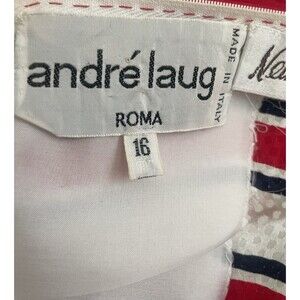 andré laug
ROMA
MADE IN ITALY
16